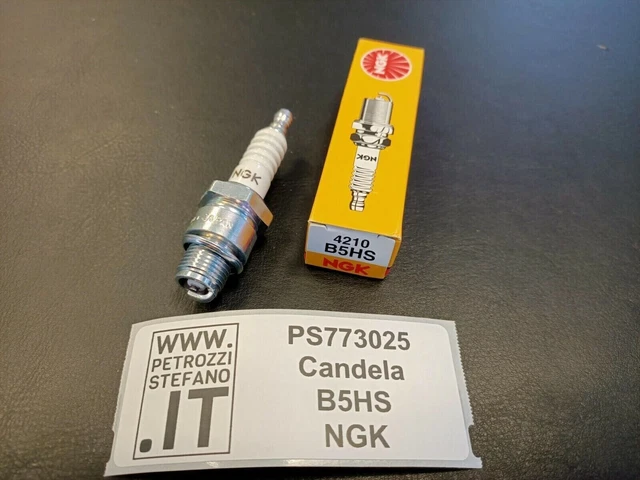 NGK
NGK
NGK
4210
B5HS
NGK
WWW.
PETROZZI
STEFANO
.IT
PS773025
Candela
B5HS
NGK